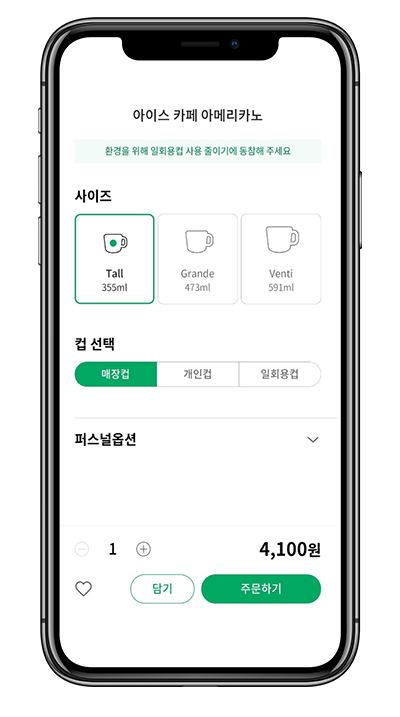 아이스 카페 아메리카노
환경을 위해 일회용컵 사용 줄이기에 동참해 주세요
사이즈
Tall Grande Venti
355ml 473ml 591ml
컵 선택
매장컵 개인컵 일회용컵
퍼스널옵션
1 4,100원
담기 주문하기